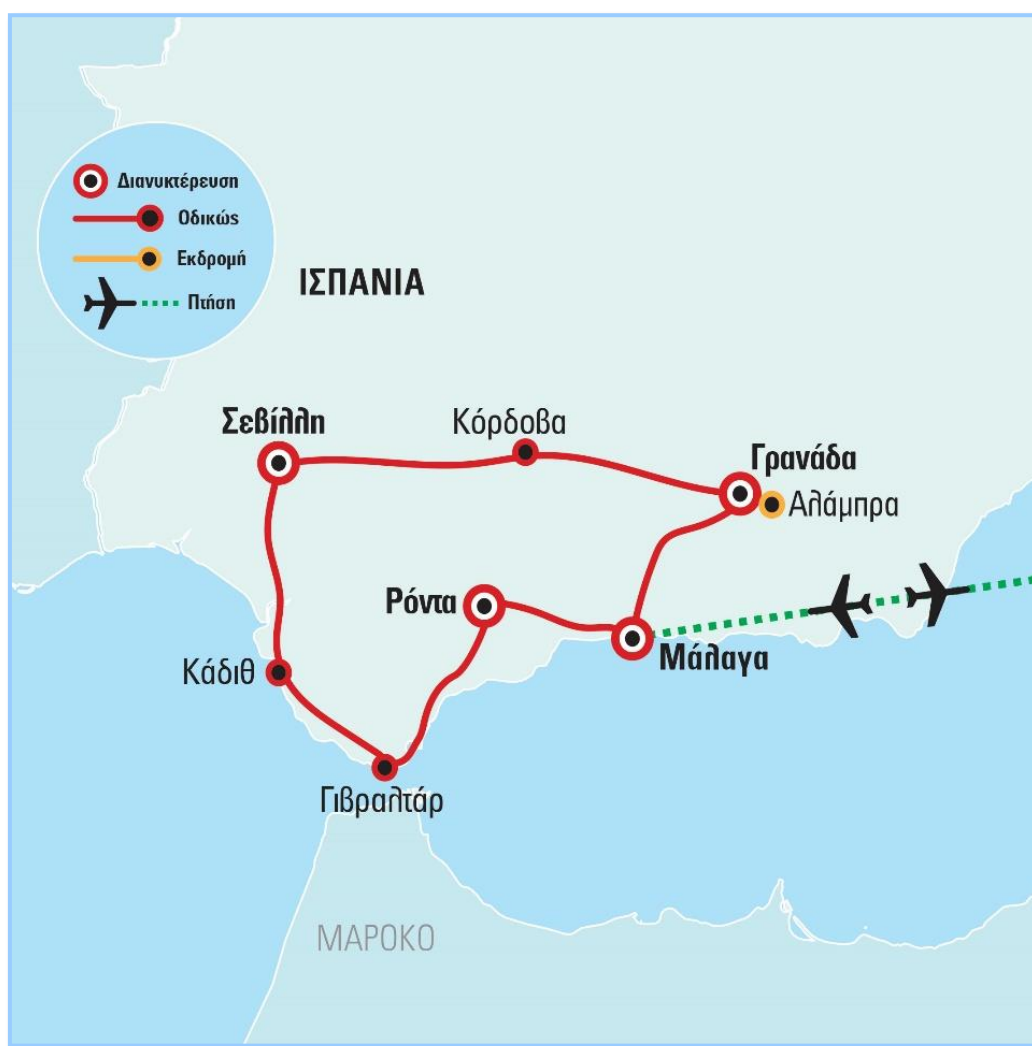 Διανυκτέρευση
Οδικώς
Εκδρομή
Πτήση
ΙΣΠΑΝΙΑ
Σεβίλλη
Κόρδοβα
Γρανάδα
Αλάμπρα
Ρόντα
Μάλαγα
Κάδιθ
Γιβραλτάρ
ΜΑΡΟΚΟ